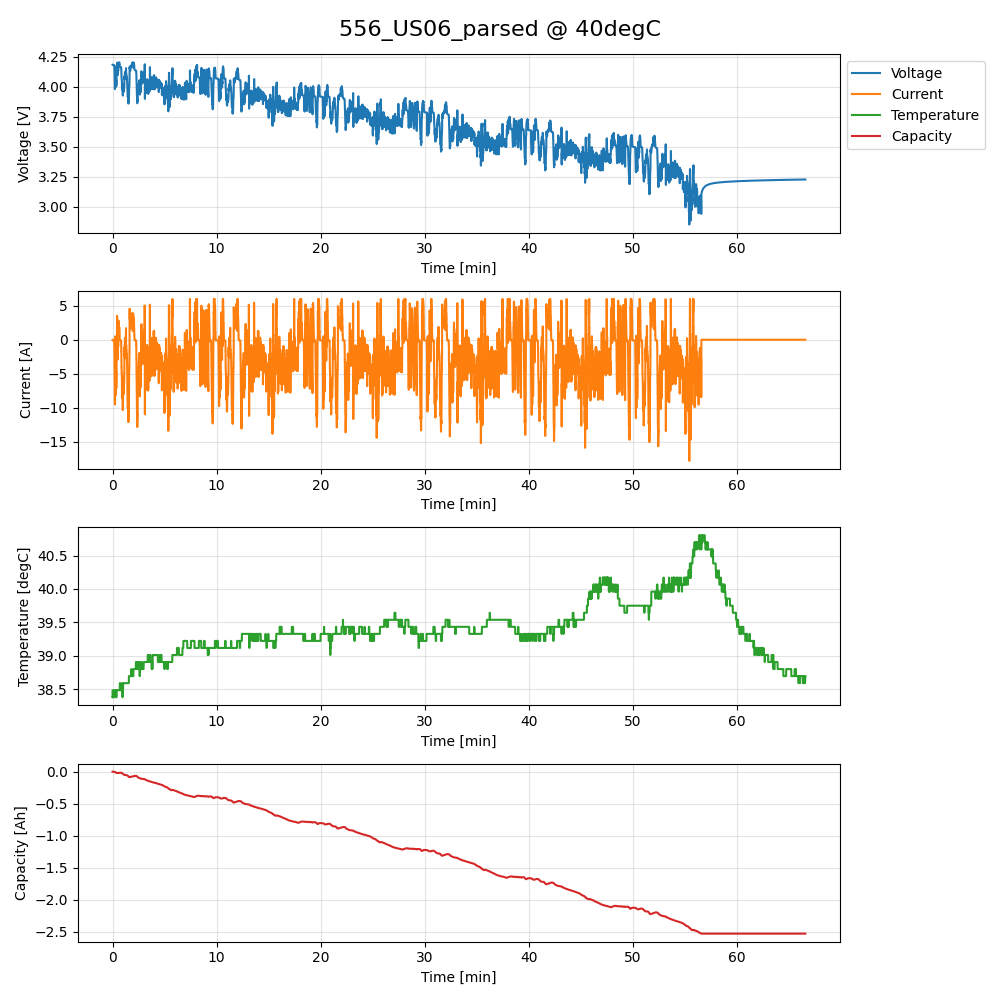 556_US06_parsed @ 40degC
4.25
4.00
3.75
3.50
3.25
3.00
Voltage [V]
0 10 20 30 40 50 60
Time [min]
Voltage
Current
Temperature
Capacity
5
0
−5
−10
−15
Current [A]
0 10 20 30 40 50 60
Time [min]
40.5
40.0
39.5
39.0
38.5
Temperature [degC]
0 10 20 30 40 50 60
Time [min]
0.0
−0.5
−1.0
−1.5
−2.0
−2.5
Capacity [Ah]
0 10 20 30 40 50 60
Time [min]